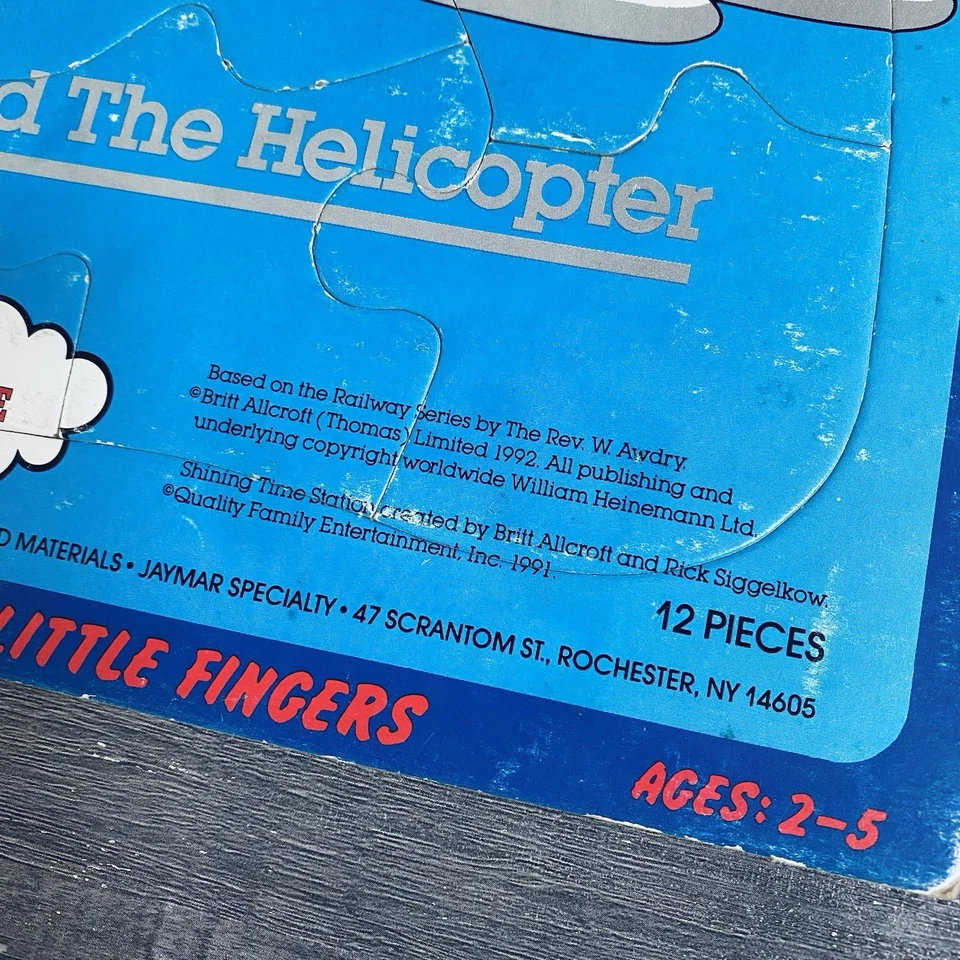 d The Helicopter
E
Based on the Railway Series by The Rev. W. Awdry.
©Britt Allcroft (Thomas) Limited 1992. All publishing and
underlying copyright worldwide William Heinemann Ltd.
Shining Time Station created by Britt Allcroft and Rick Siggelkow.
©Quality Family Entertainment, Inc. 1991.
12 PIECES
D MATERIALS • JAYMAR SPECIALTY • 47 SCRANTOM ST., ROCHESTER, NY 14605
LITTLE FINGERS
AGES: 2–5